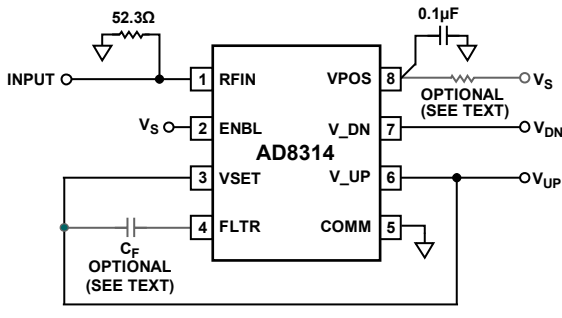 52.3Ω
0.1µF
INPUT
1 RFIN
VPOS 8
OPTIONAL
(SEE TEXT)
VS
VS
2 ENBL
V_DN 7
VDN
AD8314
3 VSET
V_UP 6
VUP
4 FLTR
COMM 5
CF
OPTIONAL
(SEE TEXT)